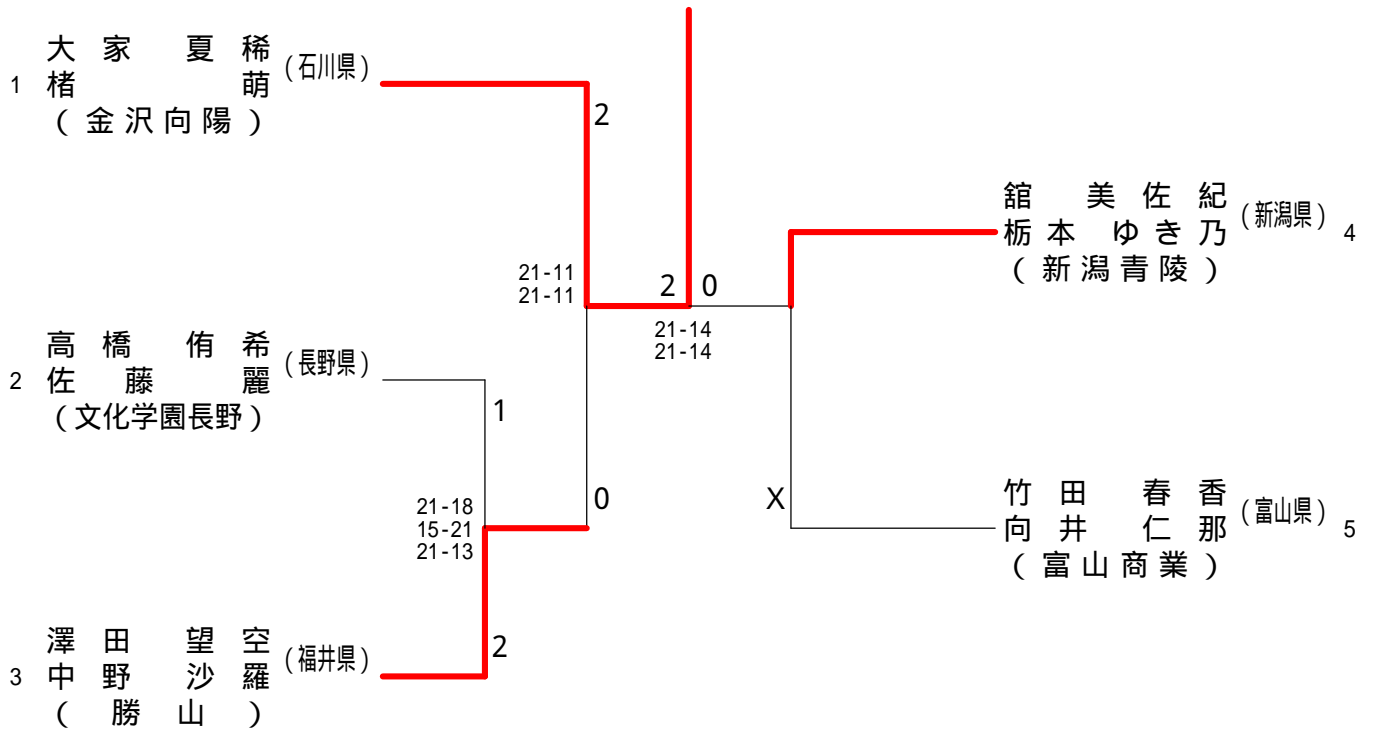 大家 夏稀
1 楮 萌 (石川県)
(金沢向陽)
2
舘 美佐紀
栃本 ゆき乃 (新潟県) 4
(新潟青陵)
21-11
21-11
2 0
21-14
21-14
高橋 侑希
2 佐藤 麗 (長野県)
(文化学園長野)
1
0
X
21-18
15-21
21-13
竹田 春香
向井 仁那 (富山県) 5
(富山商業)
澤田 望空
3 中野 沙羅 (福井県)
(勝山)
2